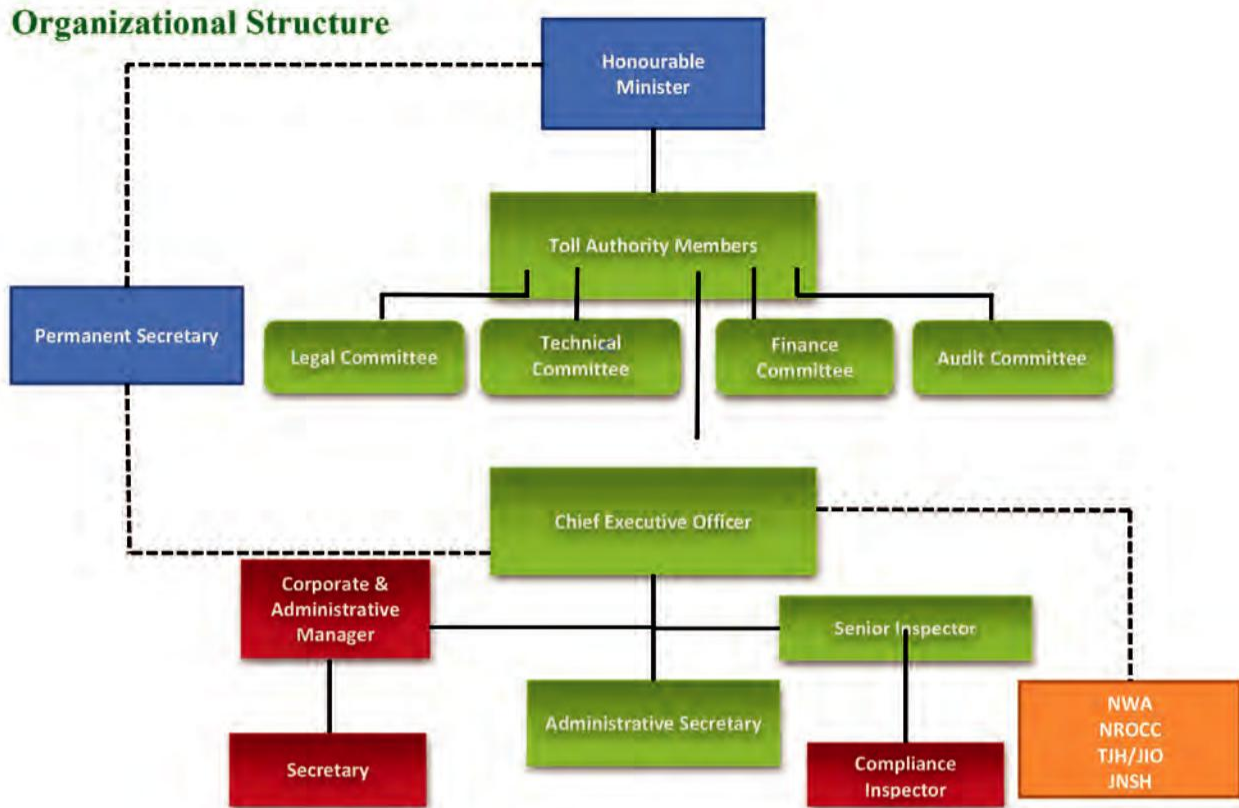 Organizational Structure
Honourable
Minister
Toll Authority Members
Permanent Secretary
Legal Committee
Technical
Committee
Finance
Committee
Audit Committee
Chief Executive Officer
Corporate &
Administrative
Manager
Senior Inspector
Administrative Secretary
Secretary
Compliance
Inspector
NWA
NROCC
TJH/JIO
JNSH